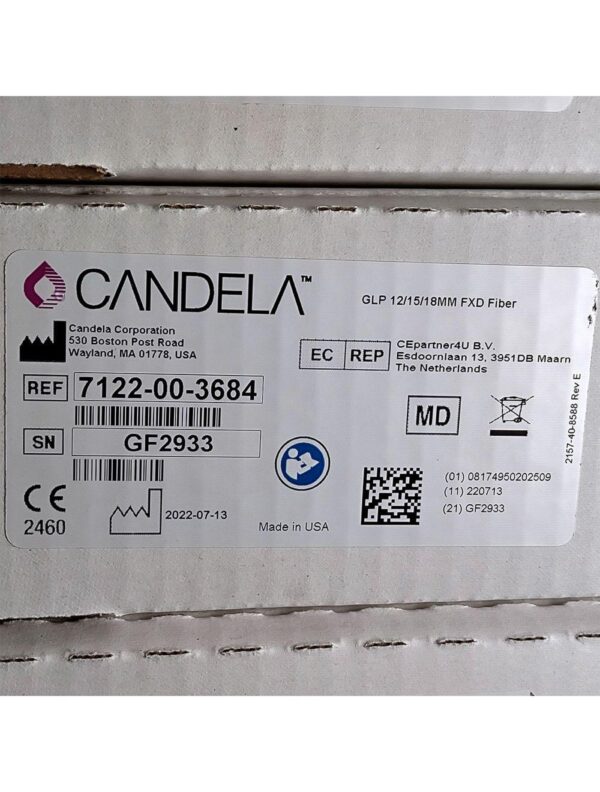 CANDELA™
GLP 12/15/18MM FXD Fiber
Candela Corporation
530 Boston Post Road
Wayland, MA 01778, USA
EC REP
CEpartner4U B.V.
Esdoornlaan 13, 3951DB Maarn
The Netherlands
REF 7122-00-3684
MD
SN GF2933
2157-40-8588 Rev E
CE
2460
2022-07-13
Made in USA
(01) 08174950202509
(11) 220713
(21) GF2933